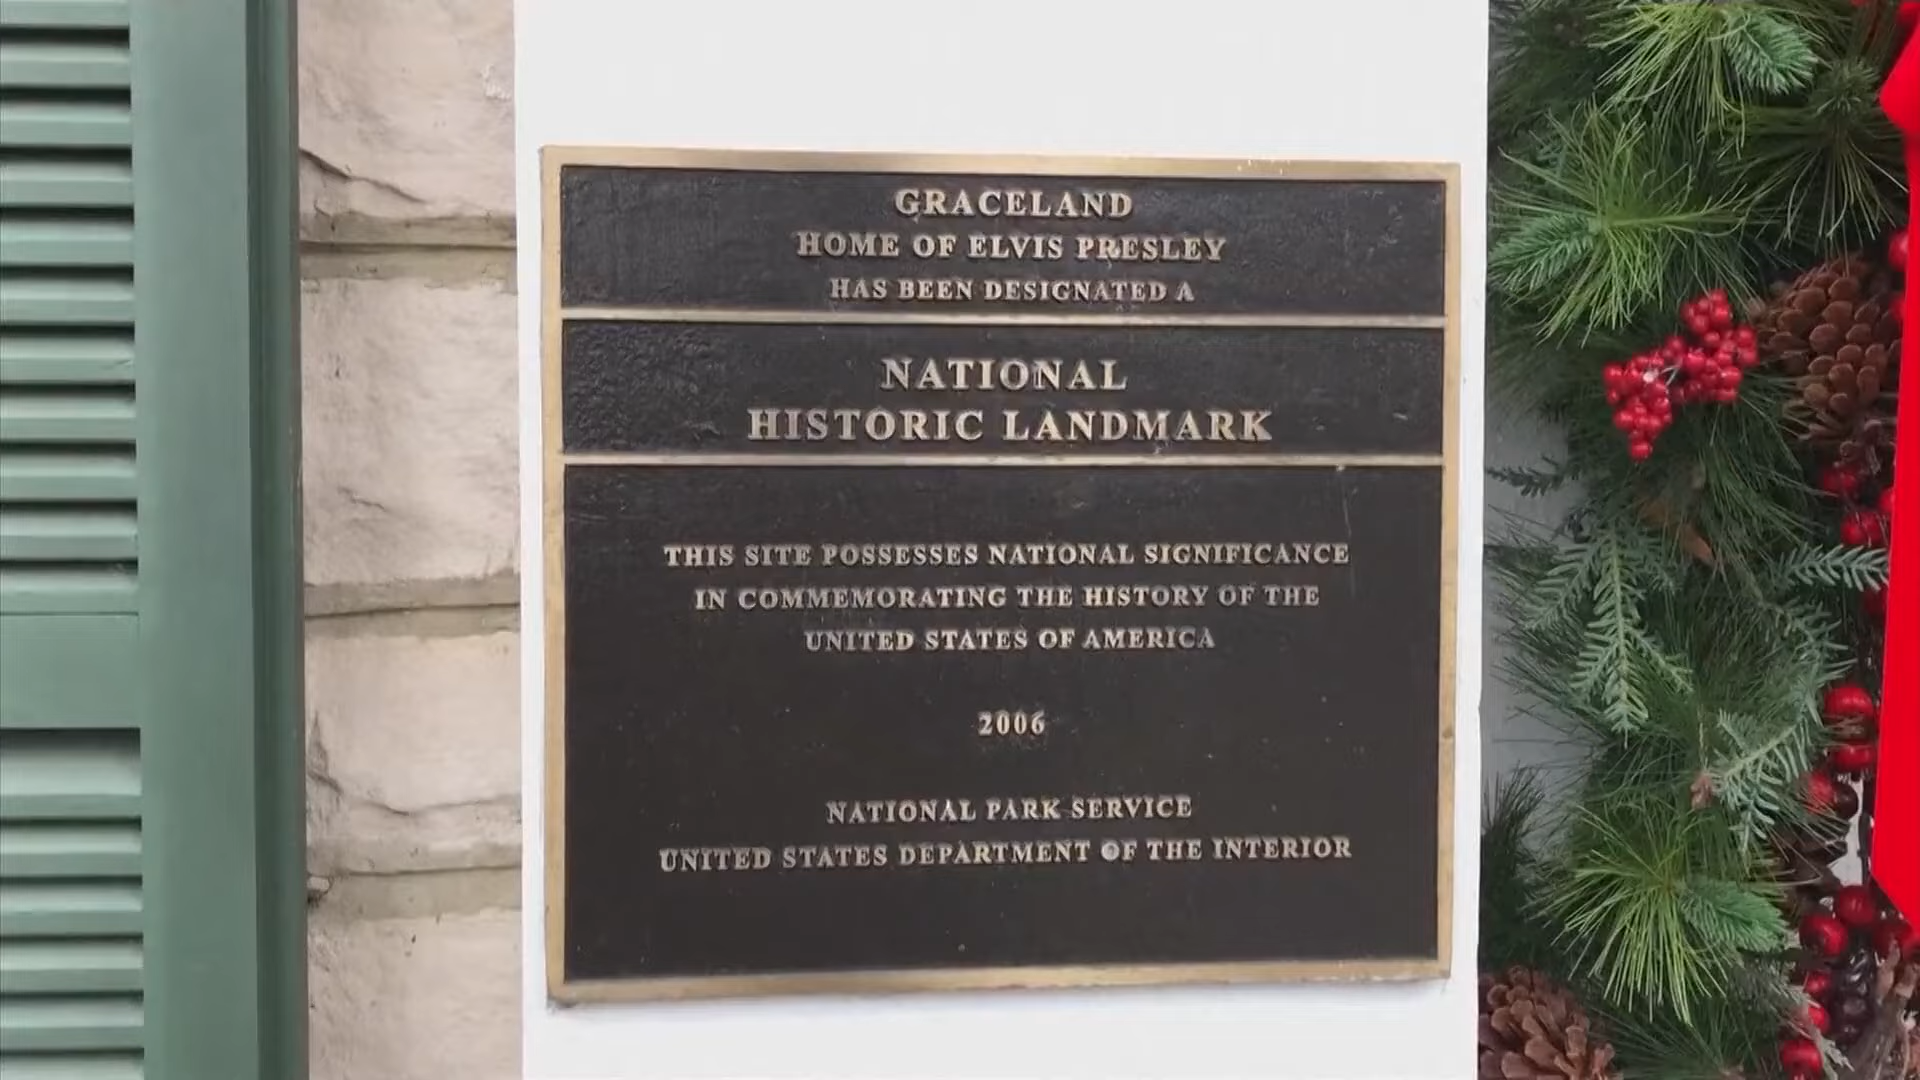 GRACELAND
HOME OF ELVIS PRESLEY
HAS BEEN DESIGNATED A
NATIONAL
HISTORIC LANDMARK
THIS SITE POSSESSES NATIONAL SIGNIFICANCE
IN COMMEMORATING THE HISTORY OF THE
UNITED STATES OF AMERICA
2006
NATIONAL PARK SERVICE
UNITED STATES DEPARTMENT OF THE INTERIOR